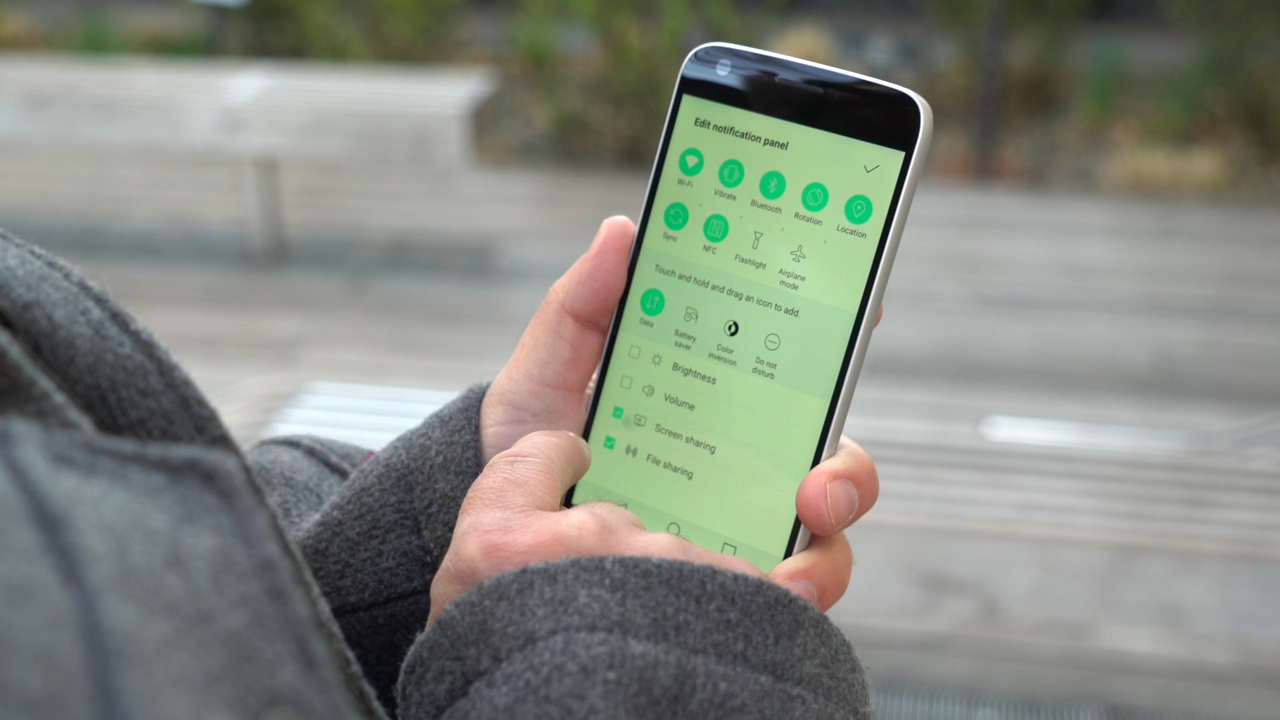 Edit notification panel
Wi-Fi
Vibrate
Bluetooth
Rotation
Location
Sync
NFC
Flashlight
Airplane
mode
Touch and hold and drag an icon to add.
Data
Battery
saver
Color
inversion
Do not
disturb
Brightness
Volume
Screen sharing
File sharing